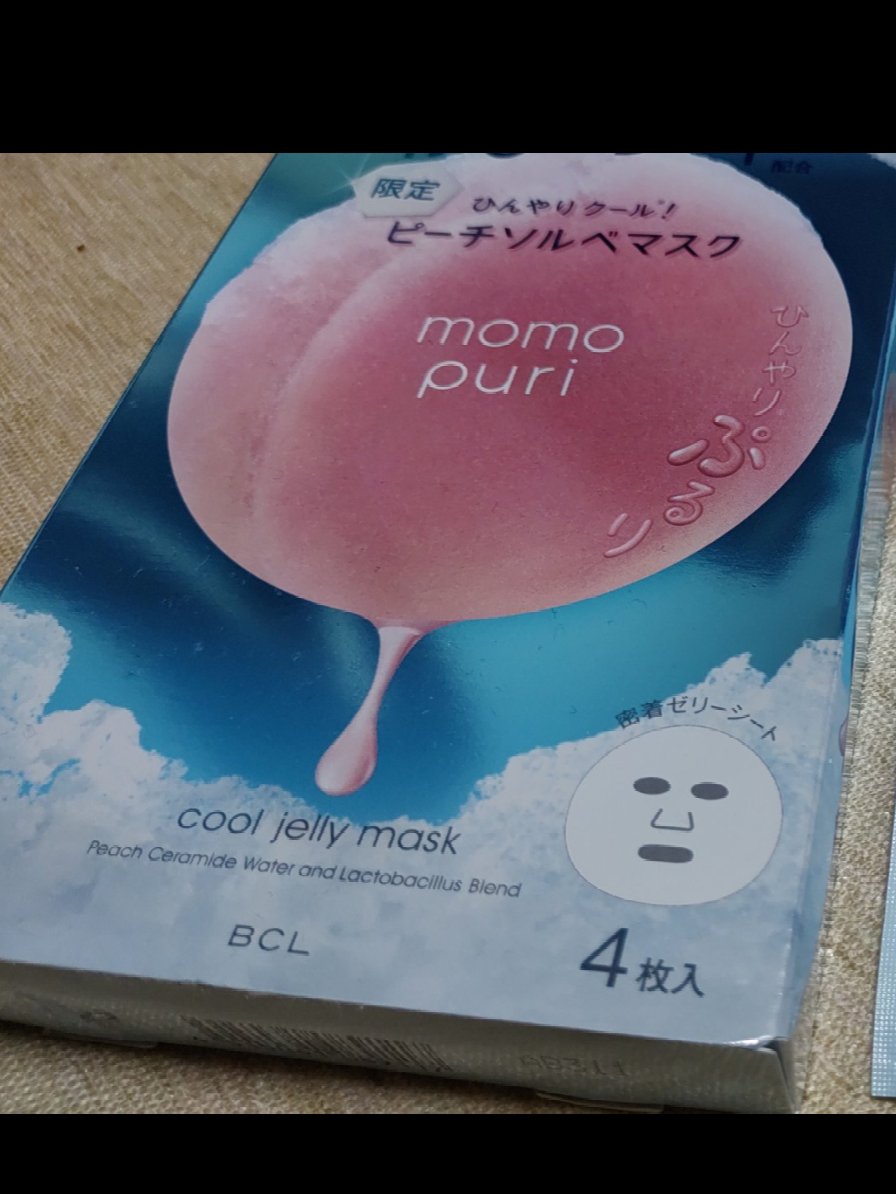 配合
限定
ひんやりクール!
ピーチソルベマスク
momo
puri
ひんやり
ぷるり
密着ゼリーシート
cool jelly mask
Peach Ceramide Water and Lactobacillus Blend
BCL
4枚入